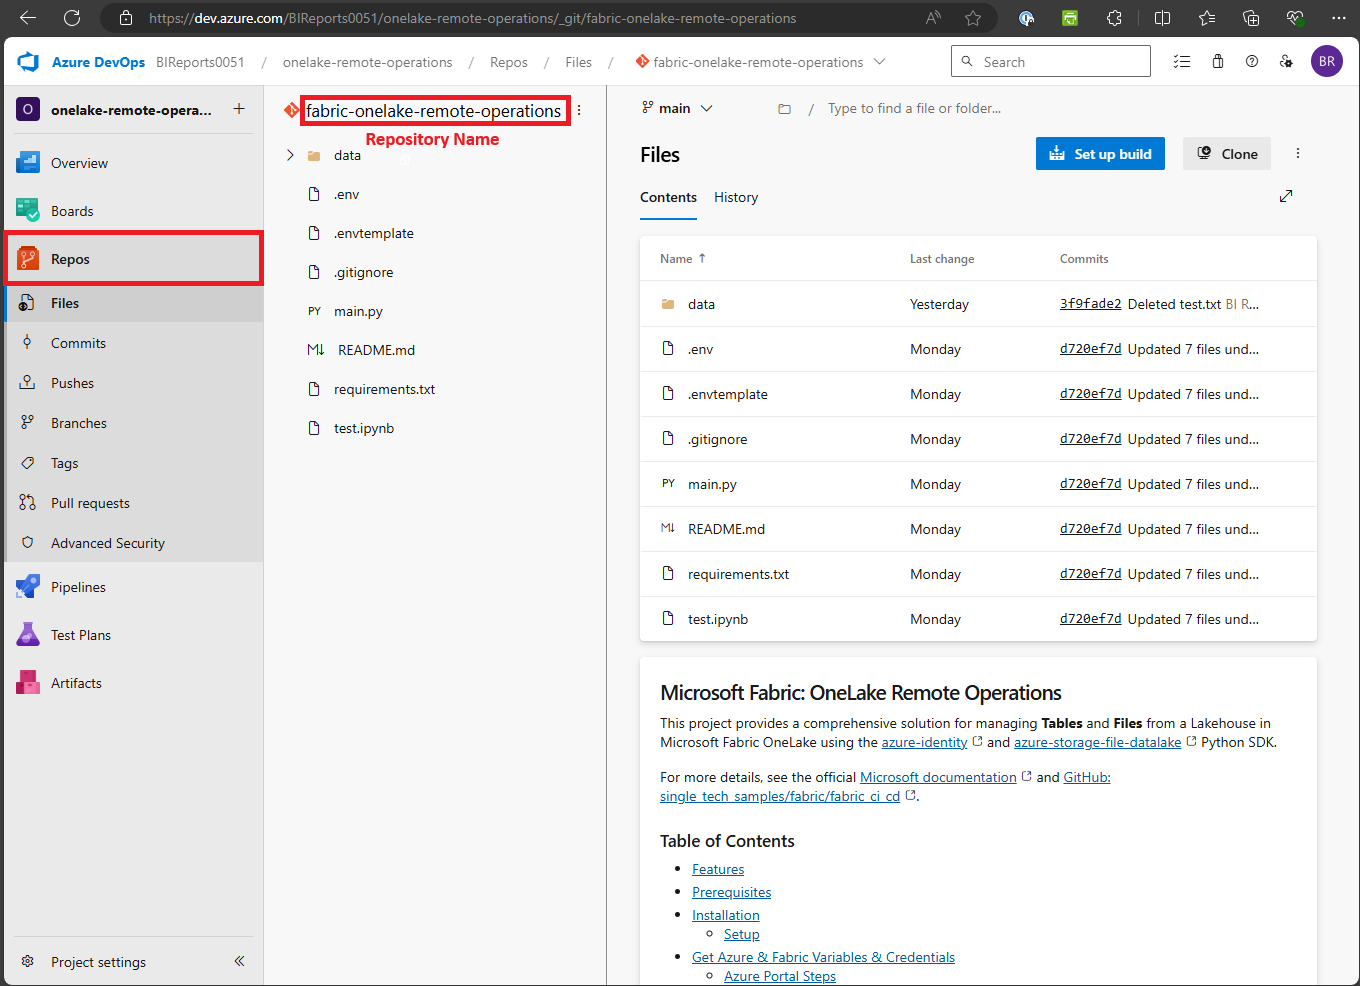 https://dev.azure.com/BIReports0051/onelake-remote-operations/_git/fabric-onelake-remote-operations
Azure DevOps BIReports0051 / onelake-remote-operations / Repos / Files / fabric-onelake-remote-operations
Search
BR
O onelake-remote-opera... +
Overview
Boards
Repos
Files
Commits
Pushes
Branches
Tags
Pull requests
Advanced Security
Pipelines
Test Plans
Artifacts
Project settings
fabric-onelake-remote-operations
Repository Name
data
.env
.envtemplate
.gitignore
PY main.py
M↓ README.md
requirements.txt
test.ipynb
main / Type to find a file or folder...
Files
Set up build
Clone
Contents History
Name ↑ Last change Commits
data Yesterday 3f9fade2 Deleted test.txt BI R...
.env Monday d720ef7d Updated 7 files und...
.envtemplate Monday d720ef7d Updated 7 files und...
.gitignore Monday d720ef7d Updated 7 files und...
PY main.py Monday d720ef7d Updated 7 files und...
M↓ README.md Monday d720ef7d Updated 7 files und...
requirements.txt Monday d720ef7d Updated 7 files und...
test.ipynb Monday d720ef7d Updated 7 files und...
Microsoft Fabric: OneLake Remote Operations
This project provides a comprehensive solution for managing Tables and Files from a Lakehouse in
Microsoft Fabric OneLake using the azure-identity and azure-storage-file-datalake Python SDK.
For more details, see the official Microsoft documentation and GitHub:
single_tech_samples/fabric/fabric_ci_cd.
Table of Contents
• Features
• Prerequisites
• Installation
Setup
• Get Azure & Fabric Variables & Credentials
Azure Portal Steps